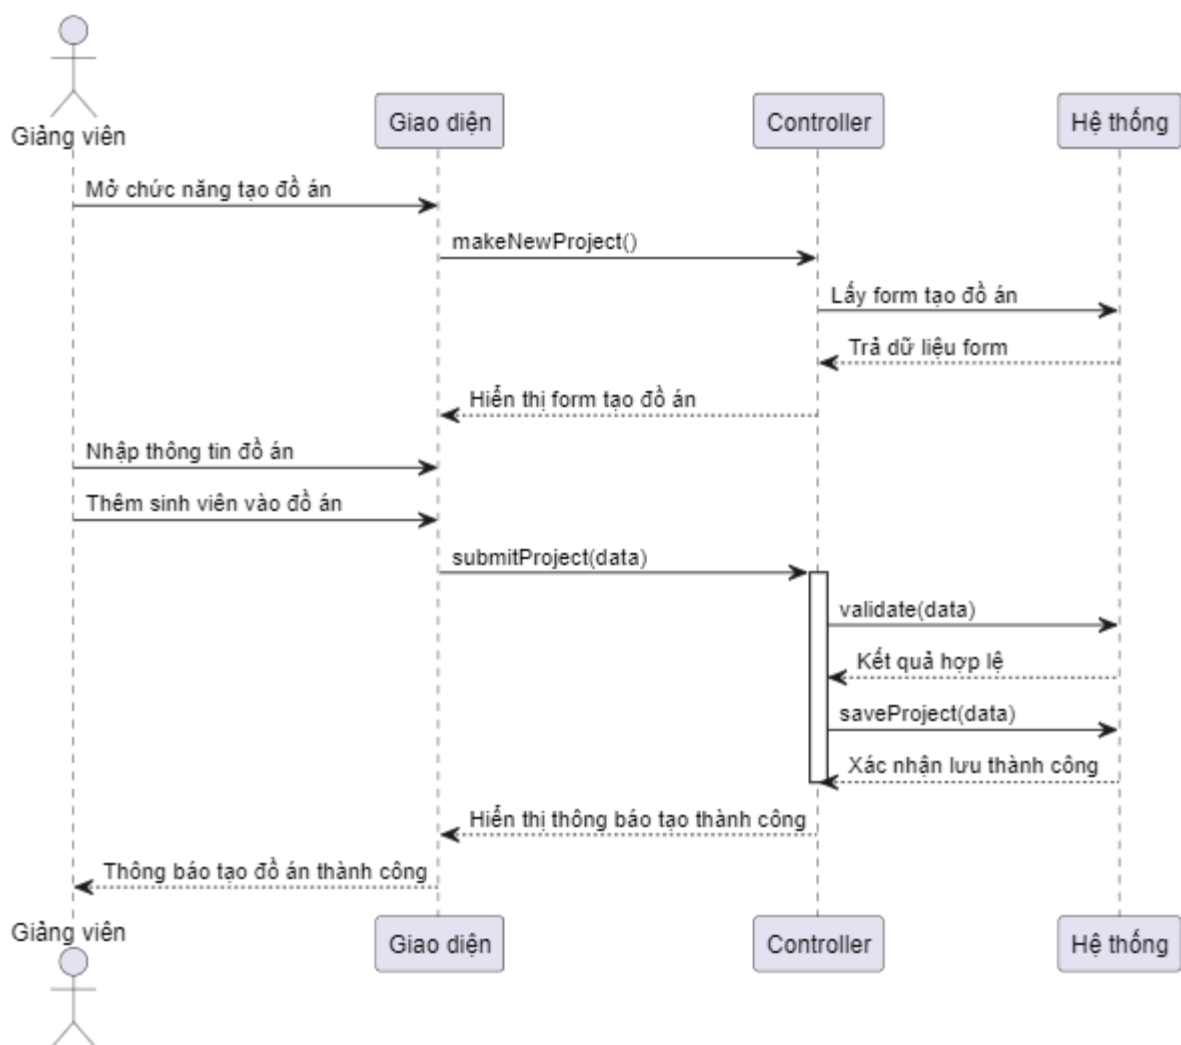 Giảng viên
Giao diện
Controller
Hệ thống
Mở chức năng tạo đồ án
makeNewProject()
Lấy form tạo đồ án
Trả dữ liệu form
Hiển thị form tạo đồ án
Nhập thông tin đồ án
Thêm sinh viên vào đồ án
submitProject(data)
validate(data)
Kết quả hợp lệ
saveProject(data)
Xác nhận lưu thành công
Hiển thị thông báo tạo thành công
Thông báo tạo đồ án thành công
Giảng viên
Giao diện
Controller
Hệ thống